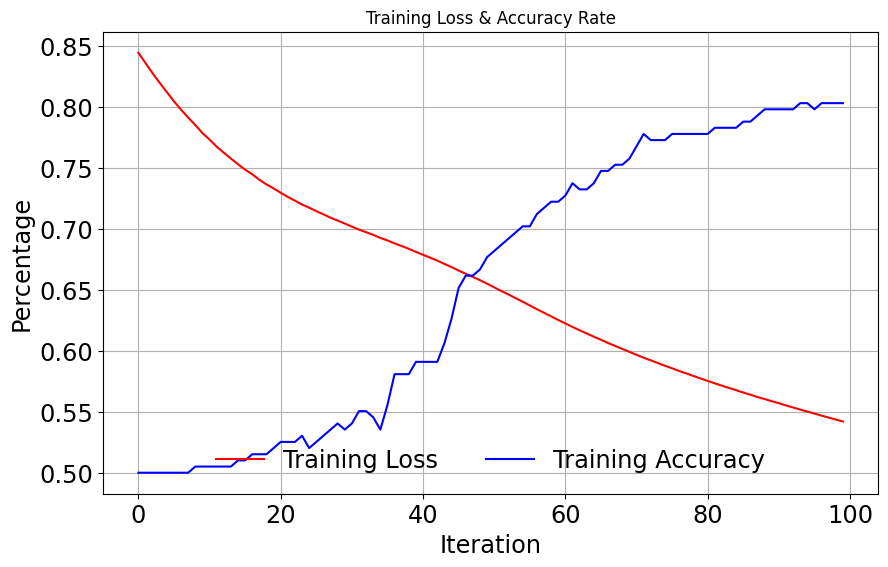 Training Loss & Accuracy Rate
0.85
0.80
0.75
0.70
0.65
0.60
0.55
0.50
Percentage
Training Loss
Training Accuracy
0 20 40 60 80 100
Iteration